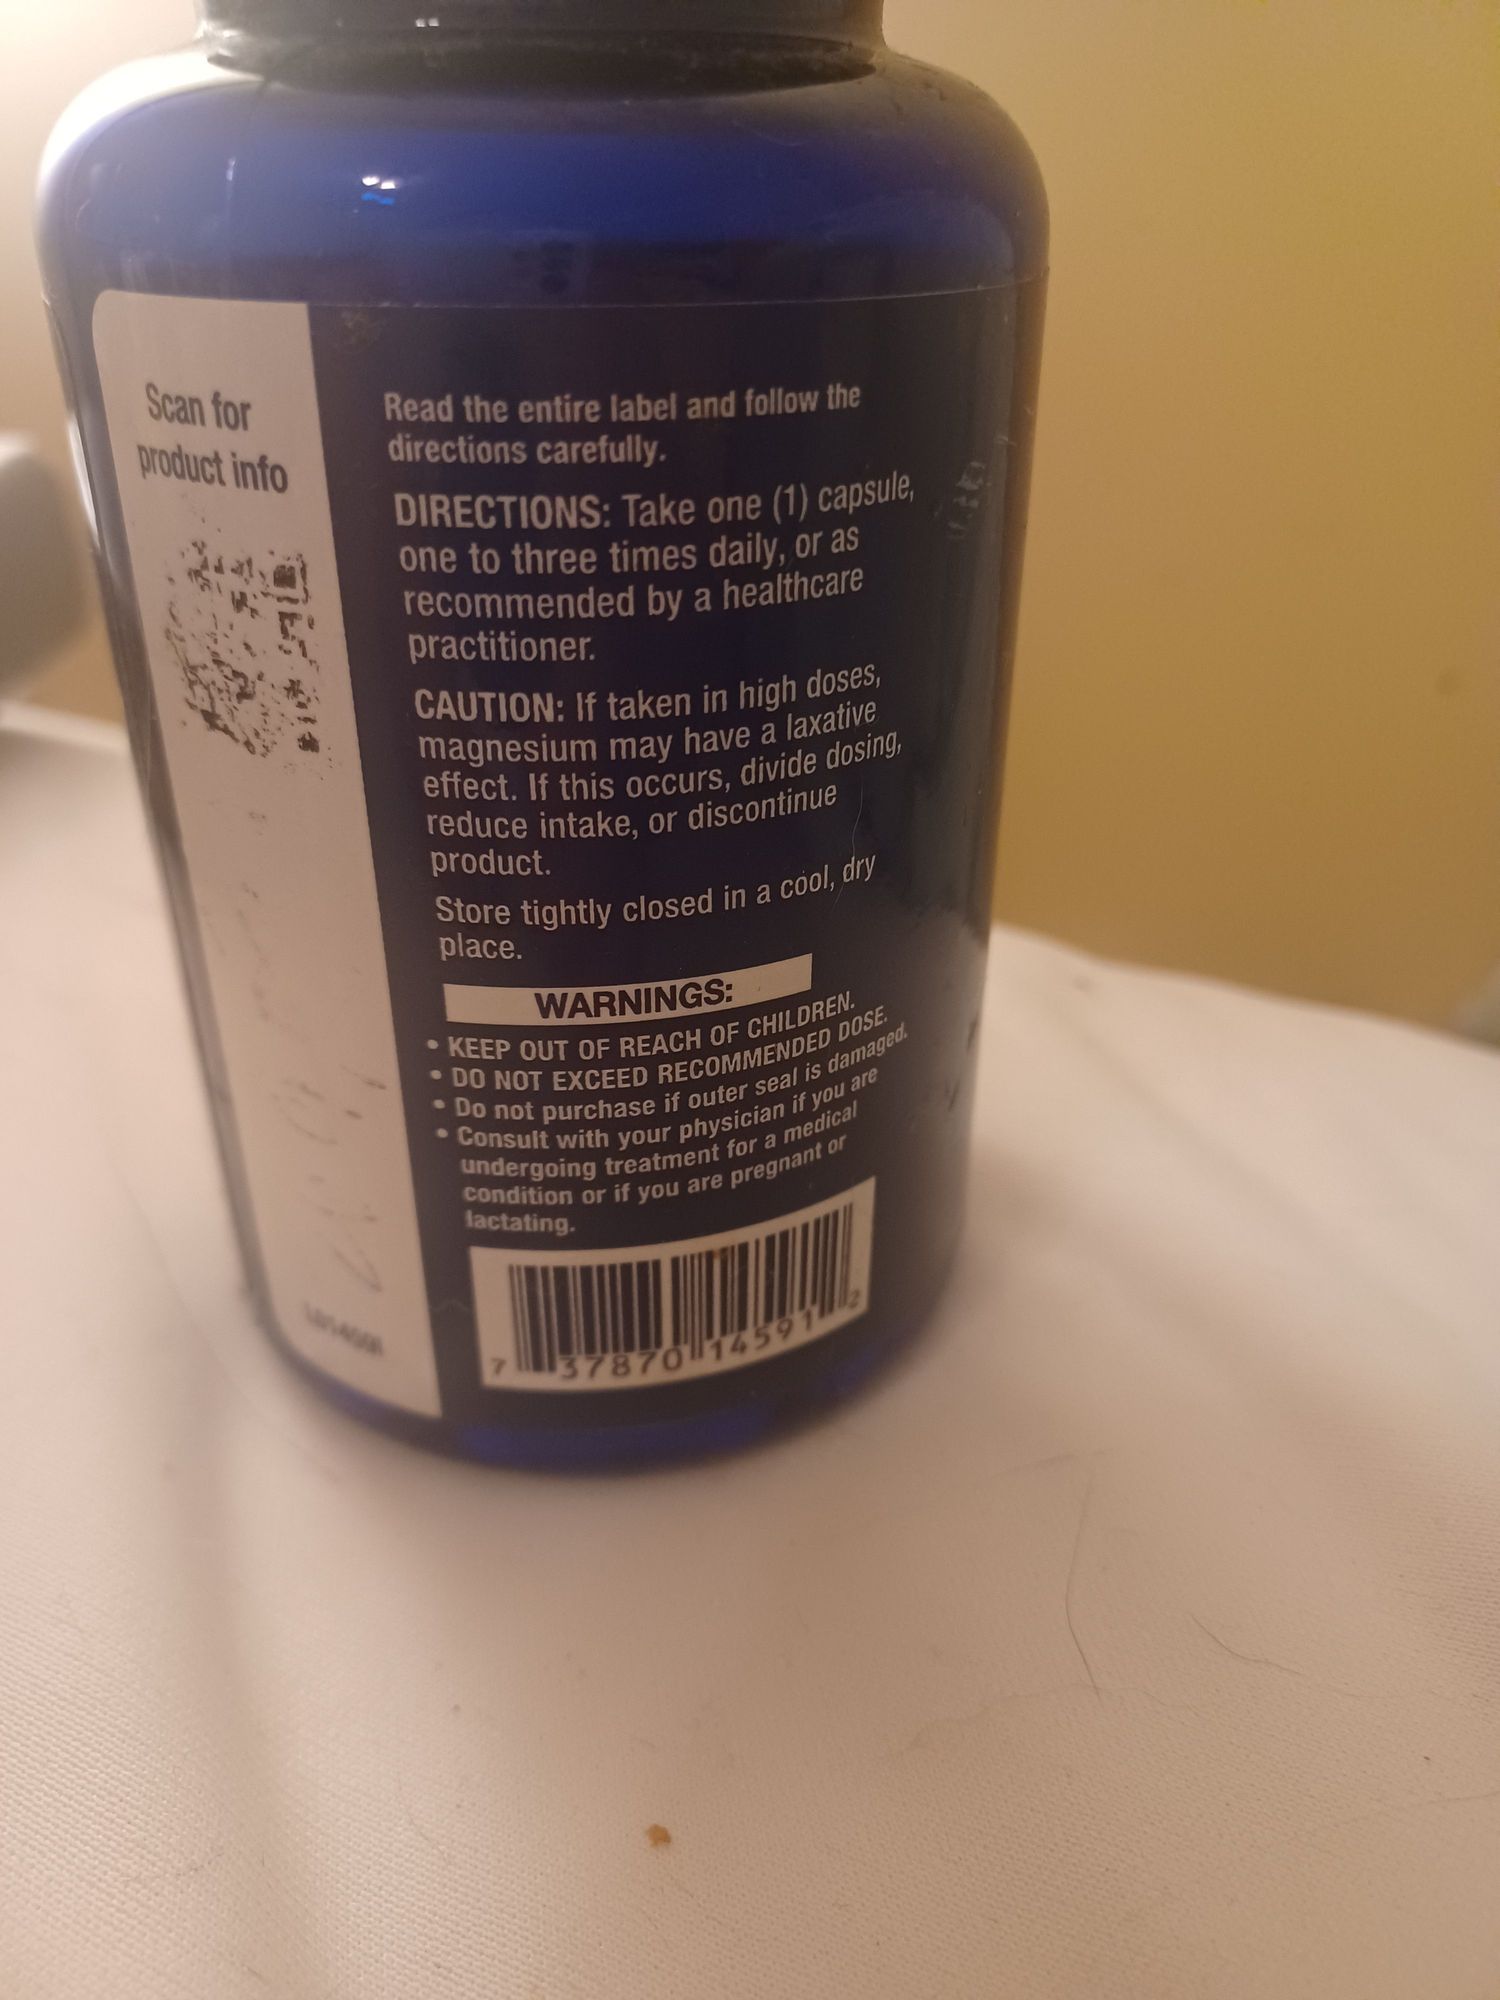 Scan for
product info
Read the entire label and follow the
directions carefully.
DIRECTIONS: Take one (1) capsule,
one to three times daily, or as
recommended by a healthcare
practitioner.
CAUTION: If taken in high doses,
magnesium may have a laxative
effect. If this occurs, divide dosing,
reduce intake, or discontinue
product.
Store tightly closed in a cool, dry
place.
WARNINGS:
• KEEP OUT OF REACH OF CHILDREN.
• DO NOT EXCEED RECOMMENDED DOSE.
• Do not purchase if outer seal is damaged.
• Consult with your physician if you are
undergoing treatment for a medical
condition or if you are pregnant or
lactating.
7 37870 14591 2